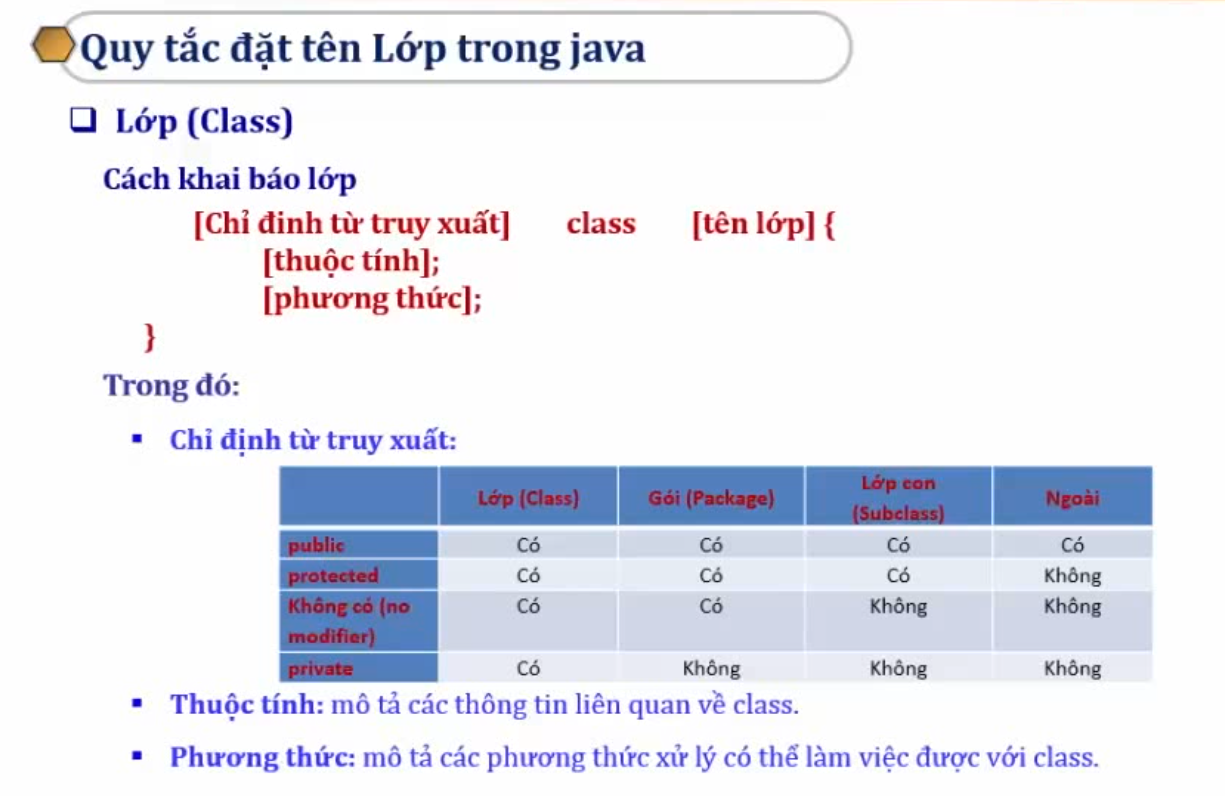 Quy tắc đặt tên Lớp trong java
Lớp (Class)
Cách khai báo lớp
[Chỉ đinh từ truy xuất] class [tên lớp] {
[thuộc tính];
[phương thức];
}
Trong đó:
Chỉ định từ truy xuất:
Lớp (Class) Gói (Package) Lớp con (Subclass) Ngoài
public Có Có Có Có
protected Có Có Có Không
Không có (no modifier) Có Có Không Không
private Có Không Không Không
Thuộc tính: mô tả các thông tin liên quan về class.
Phương thức: mô tả các phương thức xử lý có thể làm việc được với class.